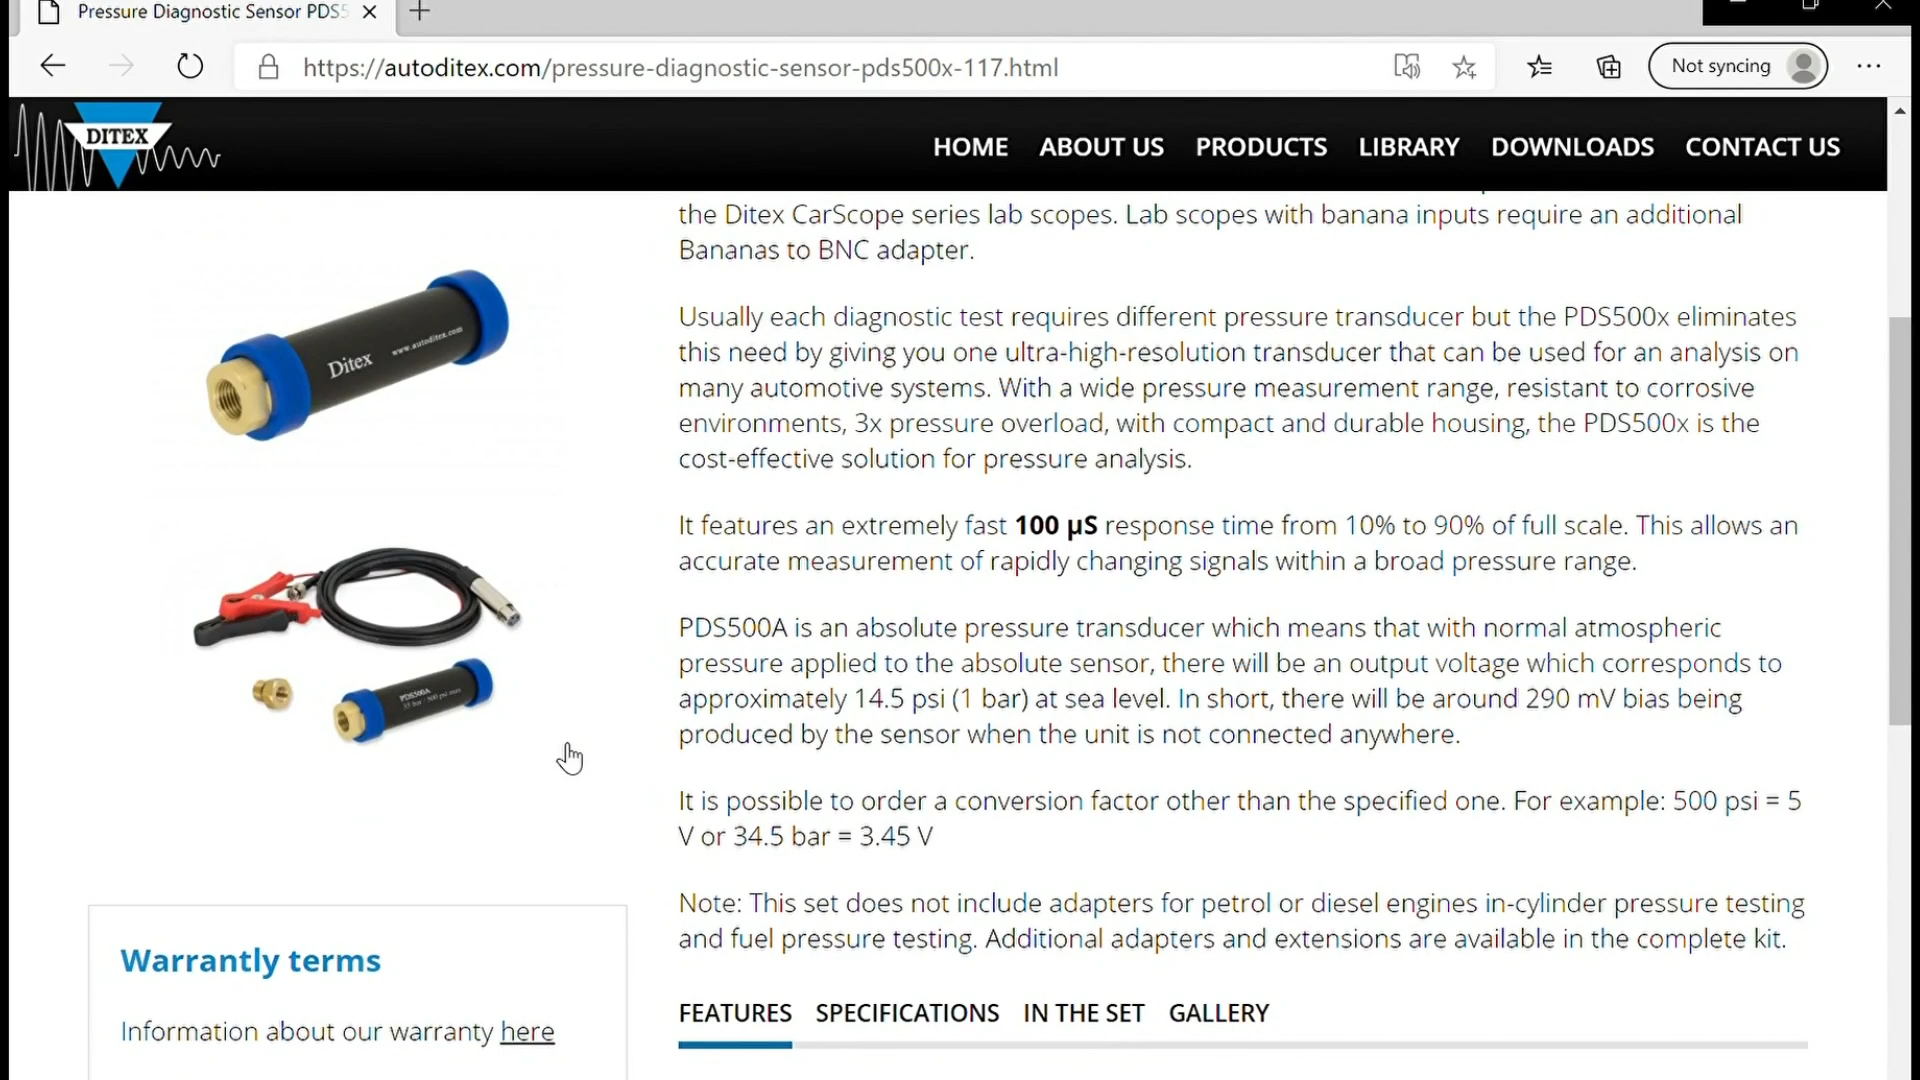 Pressure Diagnostic Sensor PDS5
https://autoditex.com/pressure-diagnostic-sensor-pds500x-117.html
Not syncing
DITEX
HOME ABOUT US PRODUCTS LIBRARY DOWNLOADS CONTACT US
the Ditex CarScope series lab scopes. Lab scopes with banana inputs require an additional
Bananas to BNC adapter.
Usually each diagnostic test requires different pressure transducer but the PDS500x eliminates
this need by giving you one ultra-high-resolution transducer that can be used for an analysis on
many automotive systems. With a wide pressure measurement range, resistant to corrosive
environments, 3x pressure overload, with compact and durable housing, the PDS500x is the
cost-effective solution for pressure analysis.
It features an extremely fast 100 µS response time from 10% to 90% of full scale. This allows an
accurate measurement of rapidly changing signals within a broad pressure range.
PDS500A is an absolute pressure transducer which means that with normal atmospheric
pressure applied to the absolute sensor, there will be an output voltage which corresponds to
approximately 14.5 psi (1 bar) at sea level. In short, there will be around 290 mV bias being
produced by the sensor when the unit is not connected anywhere.
It is possible to order a conversion factor other than the specified one. For example: 500 psi = 5
V or 34.5 bar = 3.45 V
Note: This set does not include adapters for petrol or diesel engines in-cylinder pressure testing
and fuel pressure testing. Additional adapters and extensions are available in the complete kit.
FEATURES SPECIFICATIONS IN THE SET GALLERY
Ditex
www.autoditex.com
PDS500A
35 bar / 500 psi max
Warrantly terms
Information about our warranty here